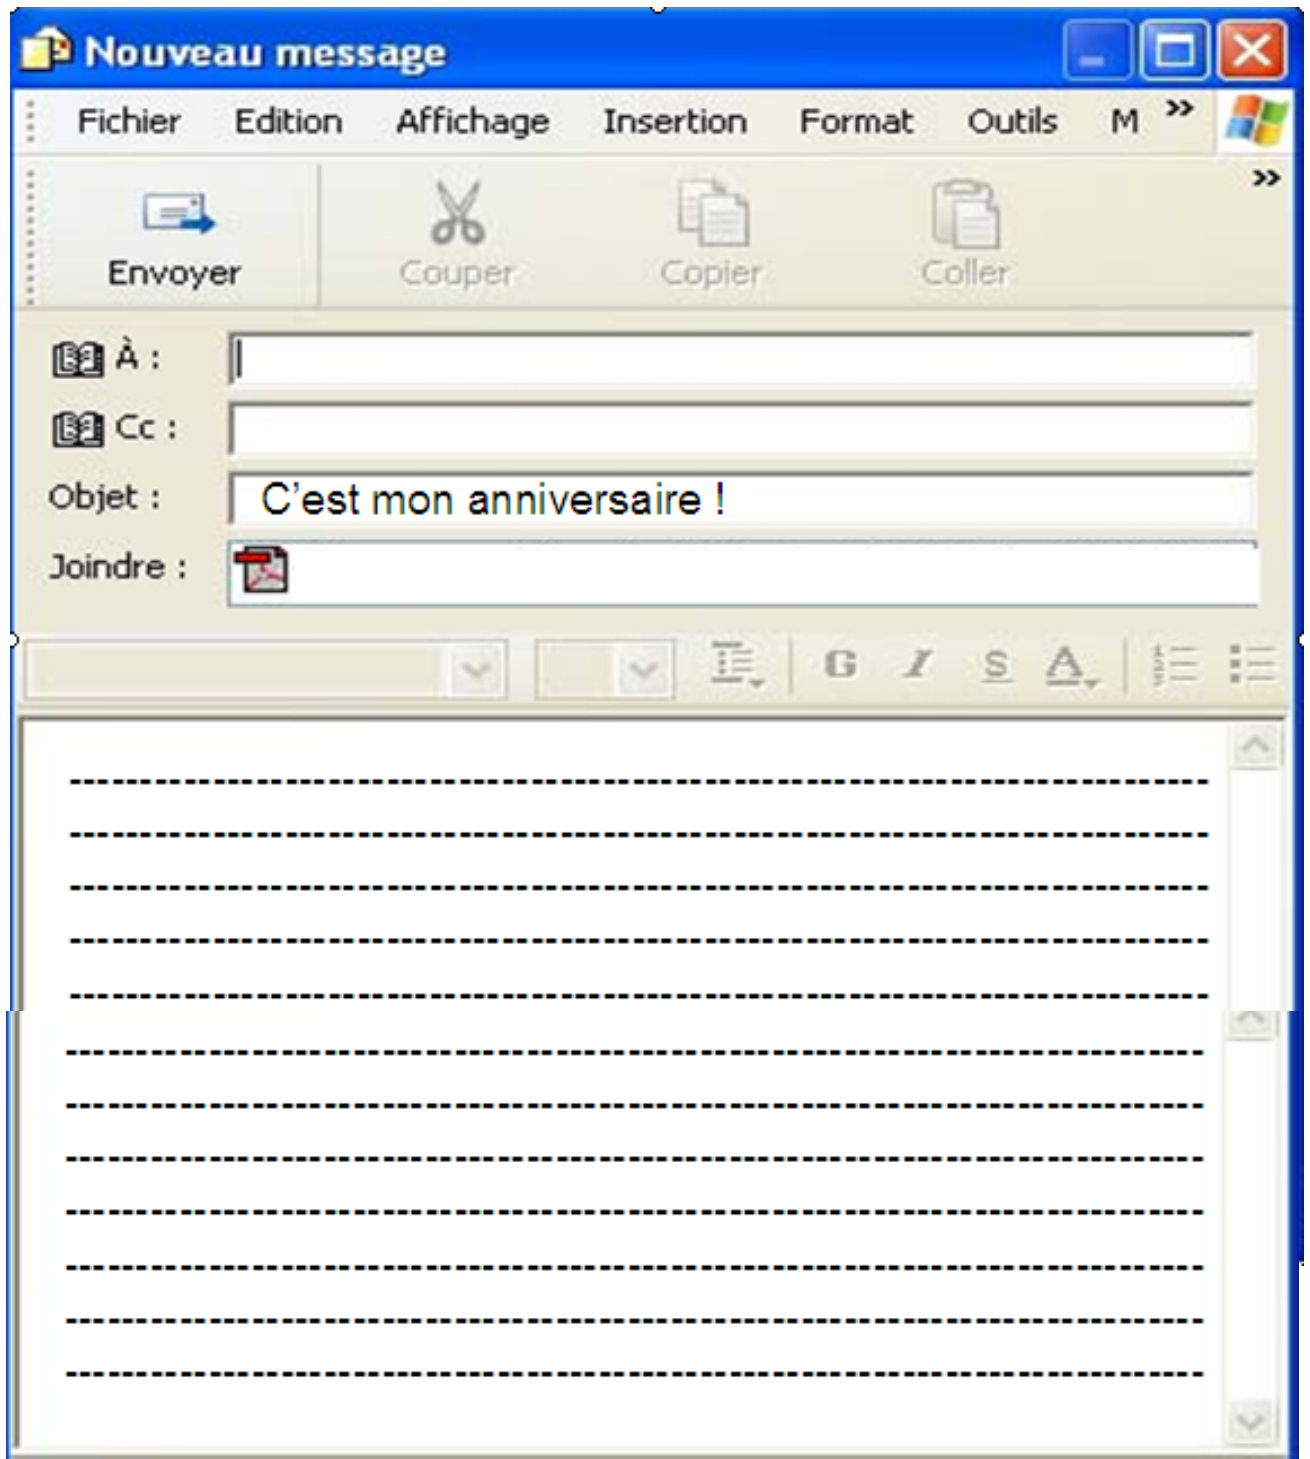 Nouveau message
Fichier Edition Affichage Insertion Format Outils M »
»
Envoyer Couper Copier Coller
À :
Cc :
Objet : C'est mon anniversaire !
Joindre :
G I S A
--------------------------------------------------------------------------------
--------------------------------------------------------------------------------
--------------------------------------------------------------------------------
--------------------------------------------------------------------------------
--------------------------------------------------------------------------------
--------------------------------------------------------------------------------
--------------------------------------------------------------------------------
--------------------------------------------------------------------------------
--------------------------------------------------------------------------------
--------------------------------------------------------------------------------
--------------------------------------------------------------------------------
--------------------------------------------------------------------------------